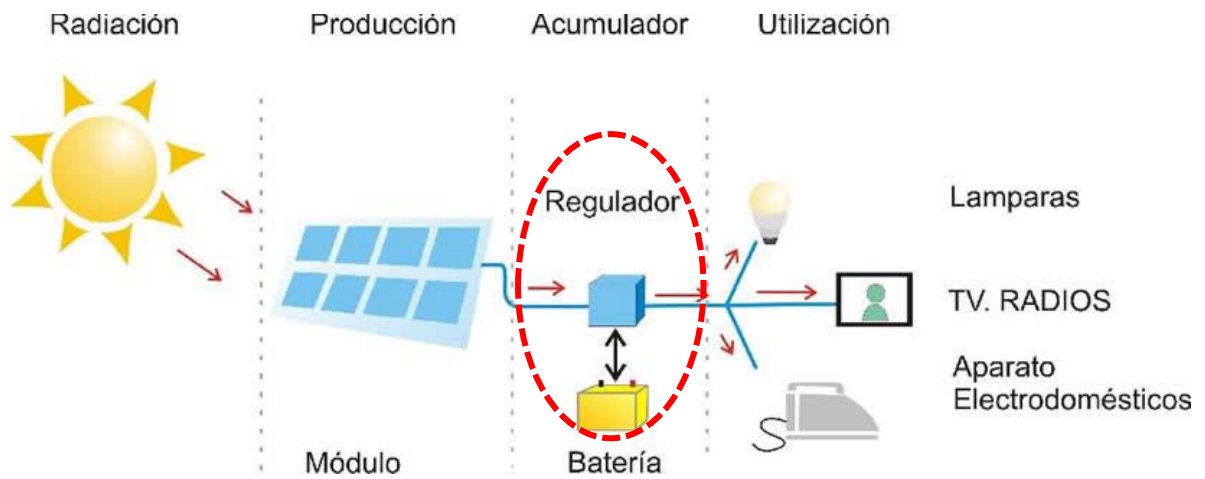 Radiación
Producción
Acumulador
Utilización
Regulador
Lamparas
TV. RADIOS
Aparato
Electrodomésticos
Módulo
Batería